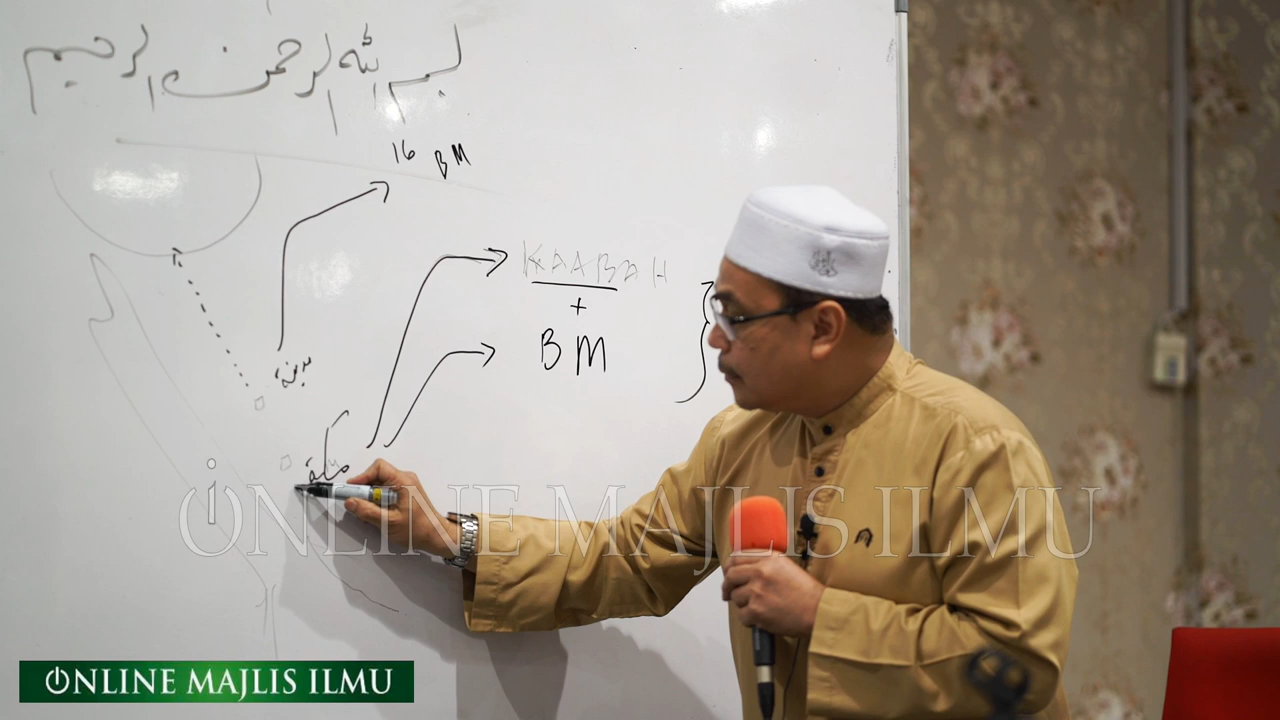 بسم الله الرحمن الرحيم
16 BM
KAABAH
+
BM
مدينة
مكة
ONLINE MAJLIS ILMU
ONLINE MAJLIS ILMU